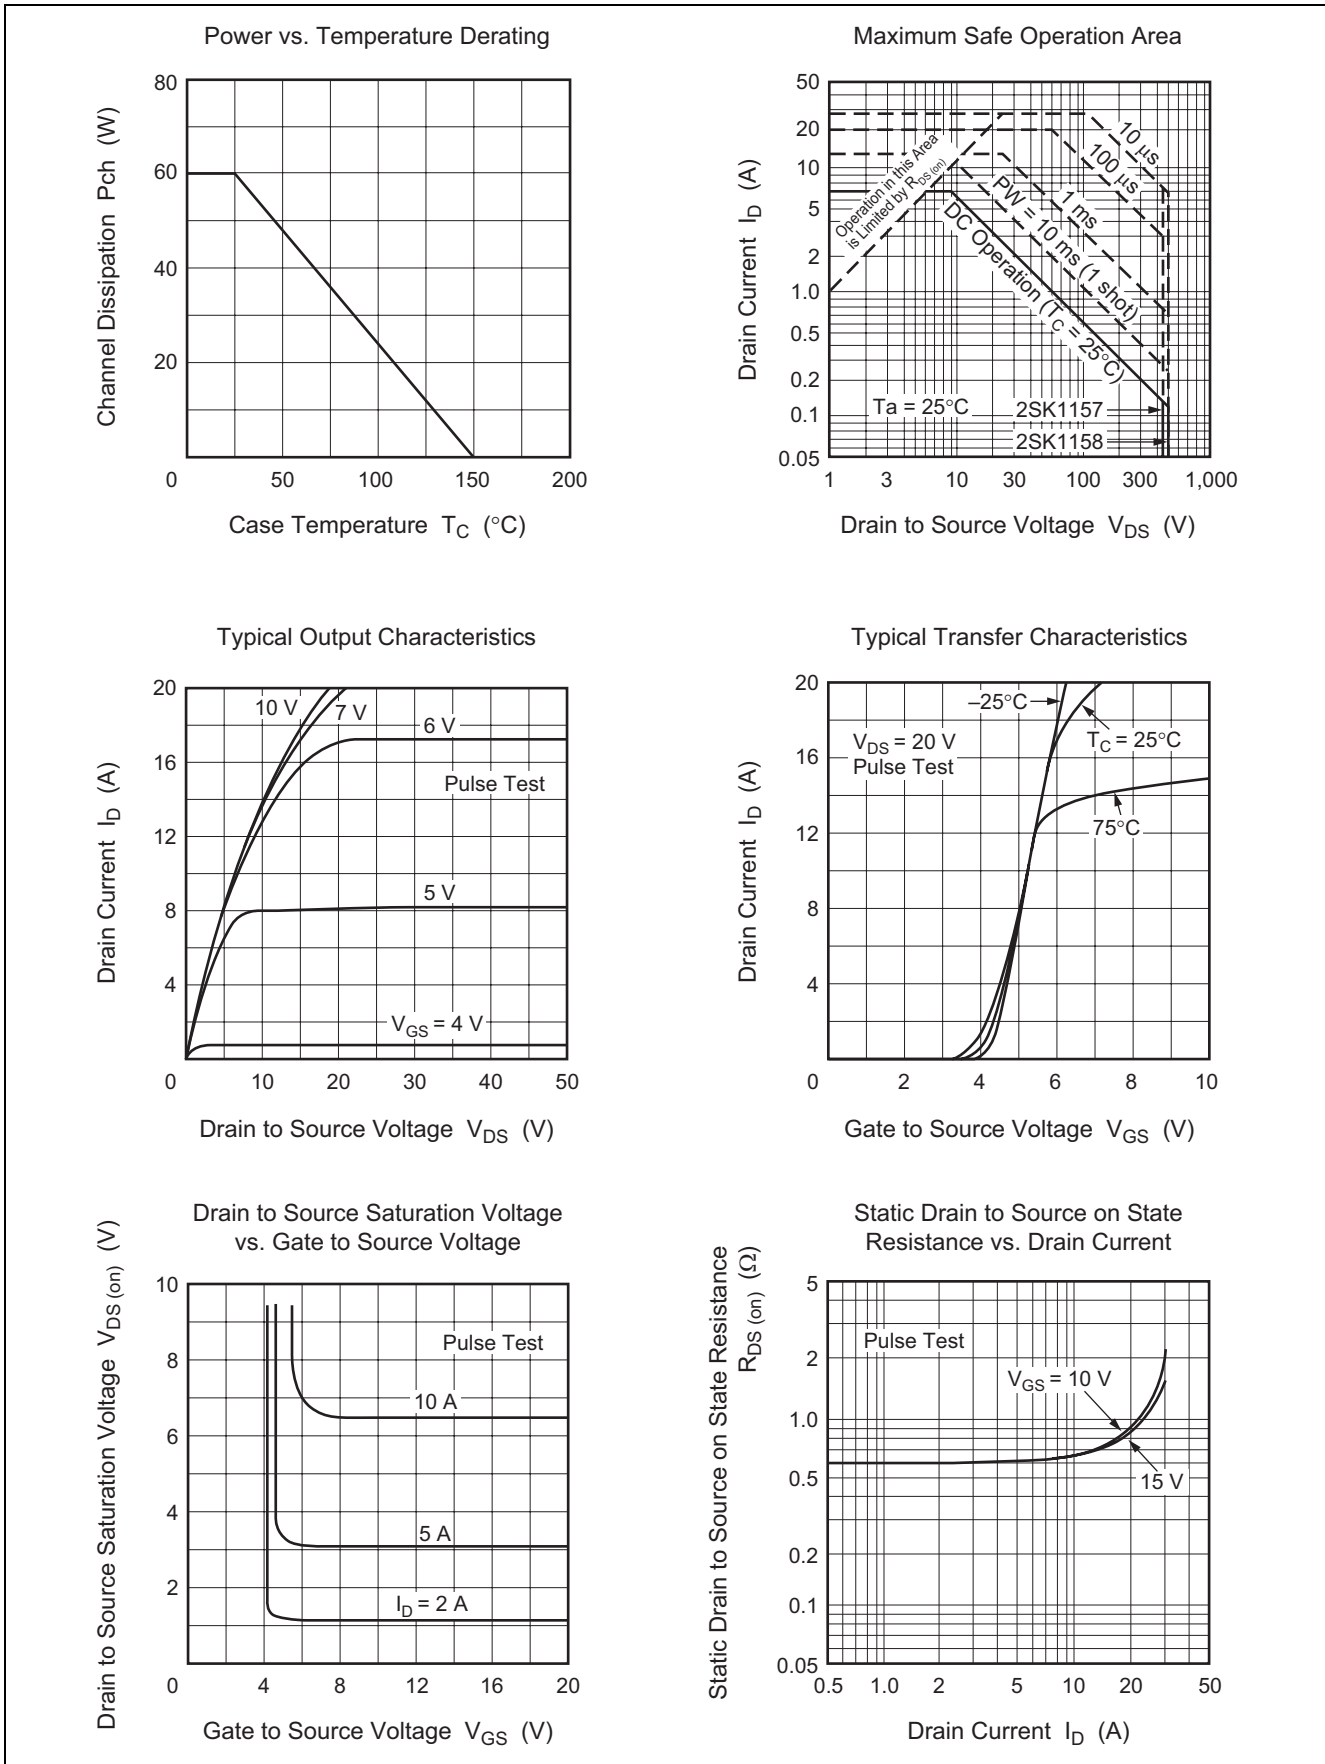 Power vs. Temperature Derating
Channel Dissipation Pch (W)
80
60
40
20
0
50
100
150
200
Case Temperature TC (°C)
Maximum Safe Operation Area
Drain Current ID (A)
50
20
10
5
2
1.0
0.5
0.2
0.1
0.05
Operation in this Area
is Limited by RDS (on)
10 μs
100 μs
1 ms
PW = 10 ms (1 shot)
DC Operation (TC = 25°C)
Ta = 25°C
2SK1157
2SK1158
1
3
10
30
100
300
1,000
Drain to Source Voltage VDS (V)
Typical Output Characteristics
Drain Current ID (A)
20
16
12
8
4
0
10 V
7 V
6 V
Pulse Test
5 V
VGS = 4 V
10
20
30
40
50
Drain to Source Voltage VDS (V)
Typical Transfer Characteristics
Drain Current ID (A)
20
16
12
8
4
0
–25°C
VDS = 20 V
Pulse Test
TC = 25°C
75°C
2
4
6
8
10
Gate to Source Voltage VGS (V)
Drain to Source Saturation Voltage
vs. Gate to Source Voltage
Drain to Source Saturation Voltage VDS (on) (V)
10
8
6
4
2
0
Pulse Test
10 A
5 A
ID = 2 A
4
8
12
16
20
Gate to Source Voltage VGS (V)
Static Drain to Source on State
Resistance vs. Drain Current
Static Drain to Source on State Resistance
RDS (on) (Ω)
5
2
1.0
0.5
0.2
0.1
0.05
Pulse Test
VGS = 10 V
15 V
0.5
1.0
2
5
10
20
50
Drain Current ID (A)